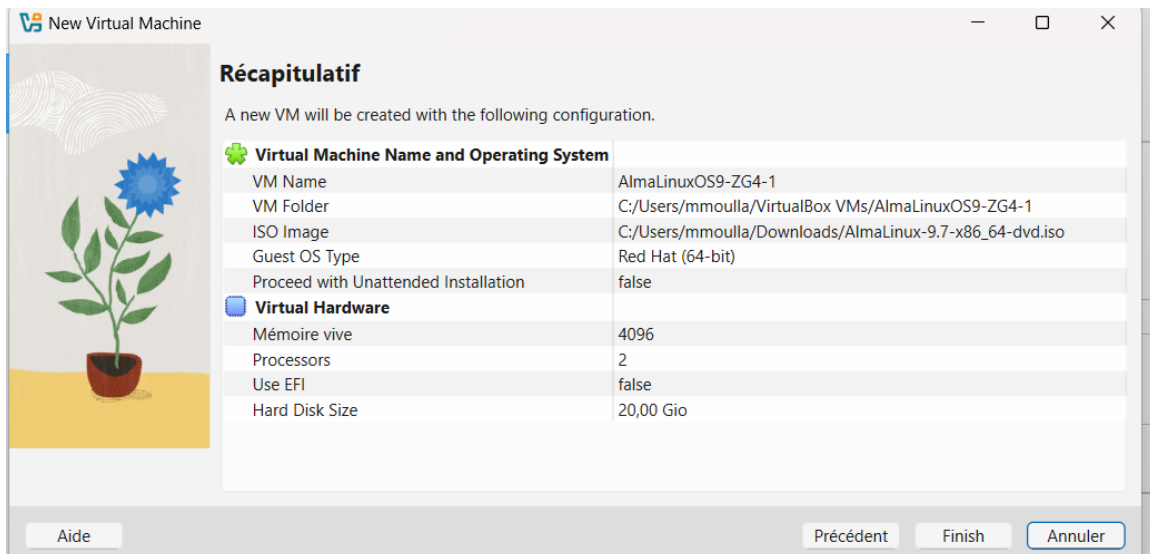 New Virtual Machine
Récapitulatif
A new VM will be created with the following configuration.
Virtual Machine Name and Operating System
VM Name AlmaLinuxOS9-ZG4-1
VM Folder C:/Users/mmoulla/VirtualBox VMs/AlmaLinuxOS9-ZG4-1
ISO Image C:/Users/mmoulla/Downloads/AlmaLinux-9.7-x86_64-dvd.iso
Guest OS Type Red Hat (64-bit)
Proceed with Unattended Installation false
Virtual Hardware
Mémoire vive 4096
Processors 2
Use EFI false
Hard Disk Size 20,00 Gio
Aide Précédent Finish Annuler